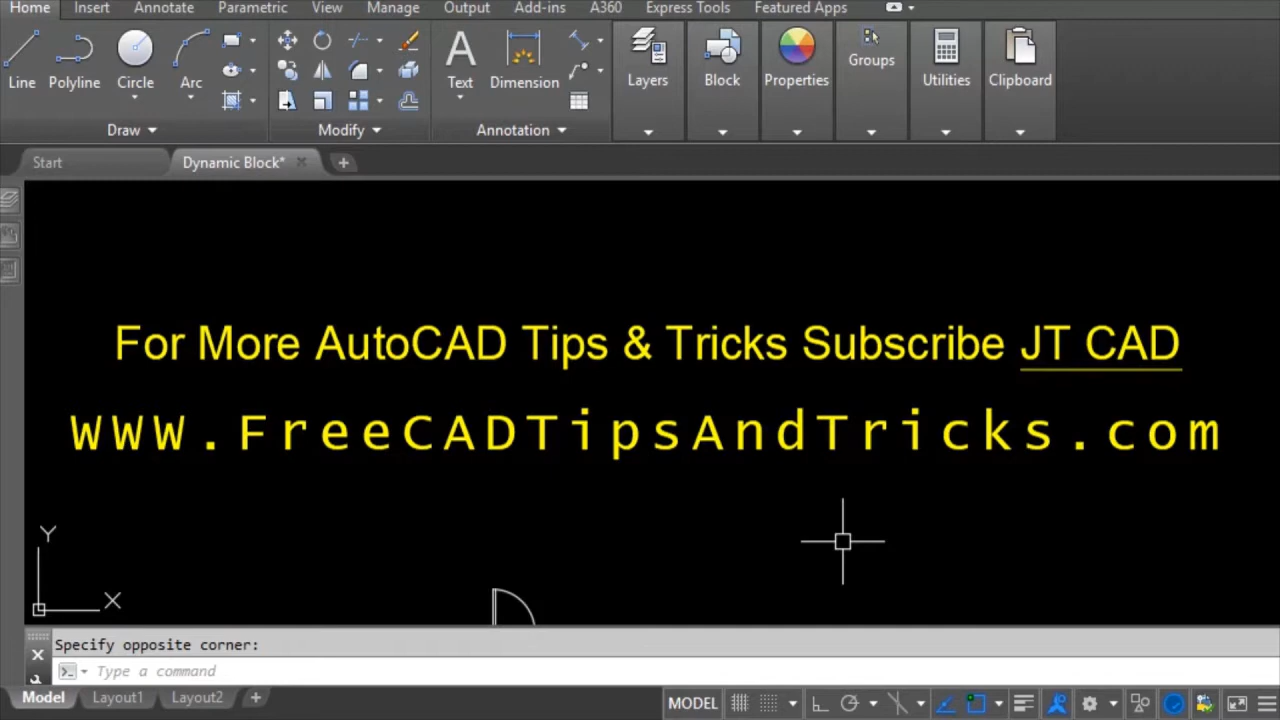 Home Insert Annotate Parametric View Manage Output Add-ins A360 Express Tools Featured Apps
Line Polyline Circle Arc Text Dimension Layers Block Properties Groups Utilities Clipboard
Draw Modify Annotation
Start Dynamic Block*
For More AutoCAD Tips & Tricks Subscribe JT CAD
WWW.FreeCADTipsAndTricks.com
Y
X
Specify opposite corner:
Type a command
Model Layout1 Layout2 MODEL